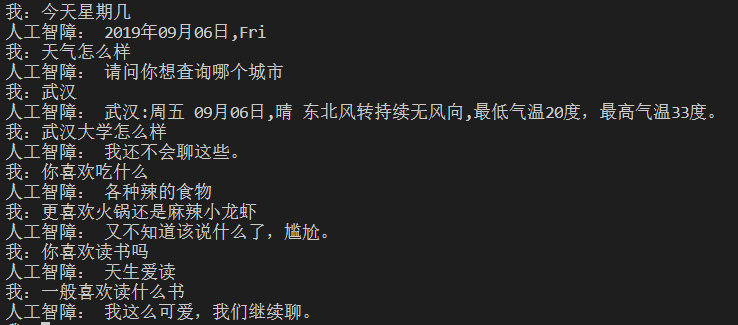 我: 今天星期几
人工智障: 2019年09月06日,Fri
我: 天气怎么样
人工智障: 请问你想查询哪个城市
我: 武汉
人工智障: 武汉:周五 09月06日,晴 东北风转持续无风向,最低气温20度，最高气温33度。
我: 武汉大学怎么样
人工智障: 我还不会聊这些。
我: 你喜欢吃什么
人工智障: 各种辣的食物
我: 更喜欢火锅还是麻辣小龙虾
人工智障: 又不知道该说什么了，尴尬。
我: 你喜欢读书吗
人工智障: 天生爱读
我: 一般喜欢读什么书
人工智障: 我这么可爱，我们继续聊。